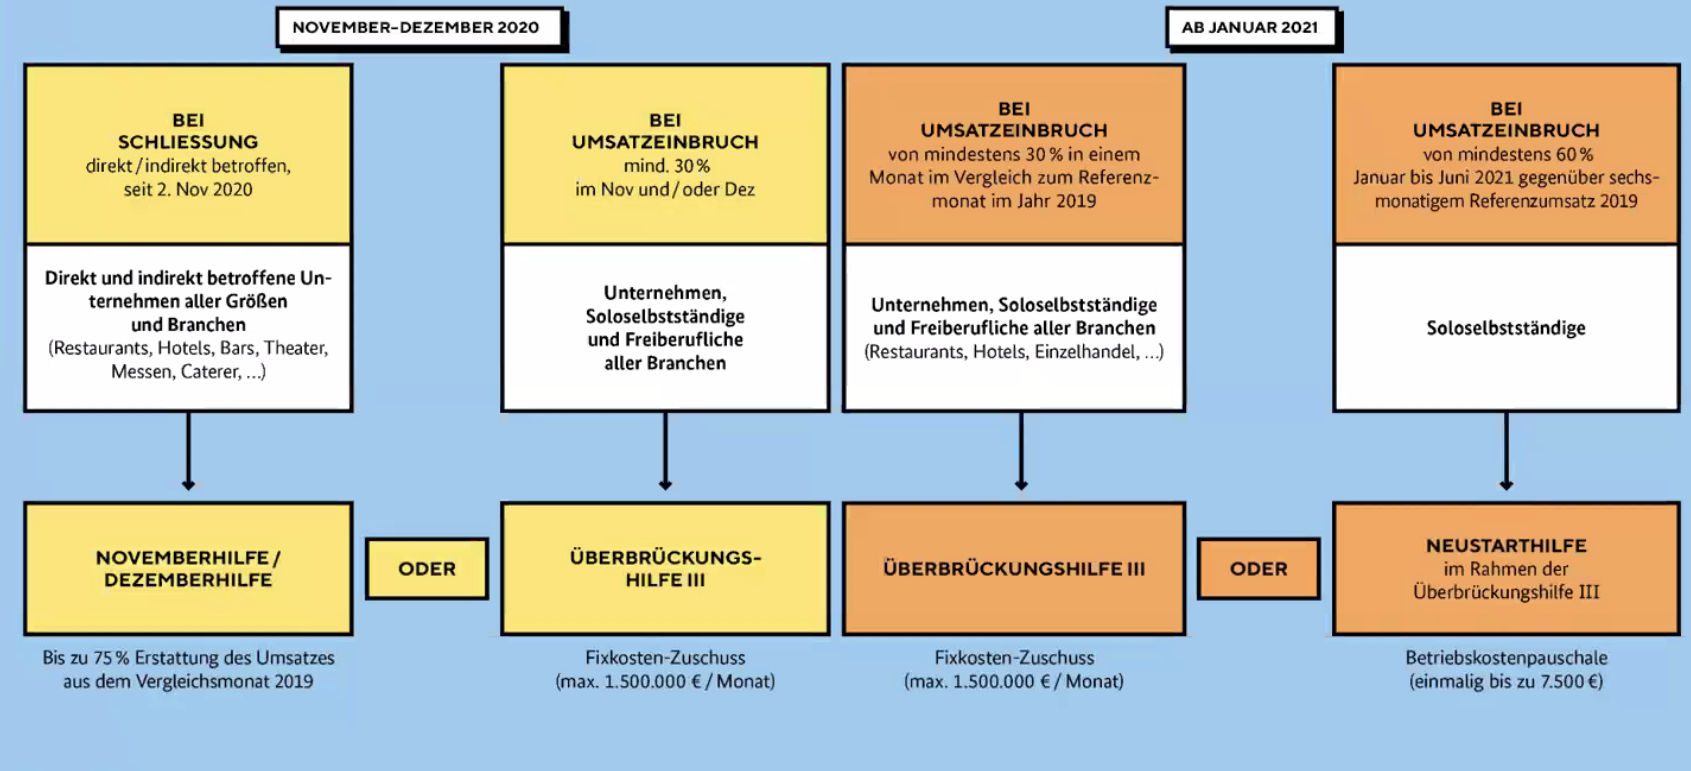 NOVEMBER–DEZEMBER 2020
BEI
SCHLIESSUNG
direkt / indirekt betroffen,
seit 2. Nov 2020
Direkt und indirekt betroffene Un-
ternehmen aller Größen
und Branchen
(Restaurants, Hotels, Bars, Theater,
Messen, Caterer, ...)
NOVEMBERHILFE /
DEZEMBERHILFE
Bis zu 75 % Erstattung des Umsatzes
aus dem Vergleichsmonat 2019
ODER
BEI
UMSATZEINBRUCH
mind. 30 %
im Nov und / oder Dez
Unternehmen,
Soloselbstständige
und Freiberufliche
aller Branchen
ÜBERBRÜCKUNGS-
HILFE III
Fixkosten-Zuschuss
(max. 1.500.000 € / Monat)
AB JANUAR 2021
BEI
UMSATZEINBRUCH
von mindestens 30 % in einem
Monat im Vergleich zum Referenz-
monat im Jahr 2019
Unternehmen, Soloselbstständige
und Freiberufliche aller Branchen
(Restaurants, Hotels, Einzelhandel, ...)
ÜBERBRÜCKUNGSHILFE III
Fixkosten-Zuschuss
(max. 1.500.000 € / Monat)
ODER
BEI
UMSATZEINBRUCH
von mindestens 60 %
Januar bis Juni 2021 gegenüber sechs-
monatigem Referenzumsatz 2019
Soloselbstständige
NEUSTARTHILFE
im Rahmen der
Überbrückungshilfe III
Betriebskostenpauschale
(einmalig bis zu 7.500 €)